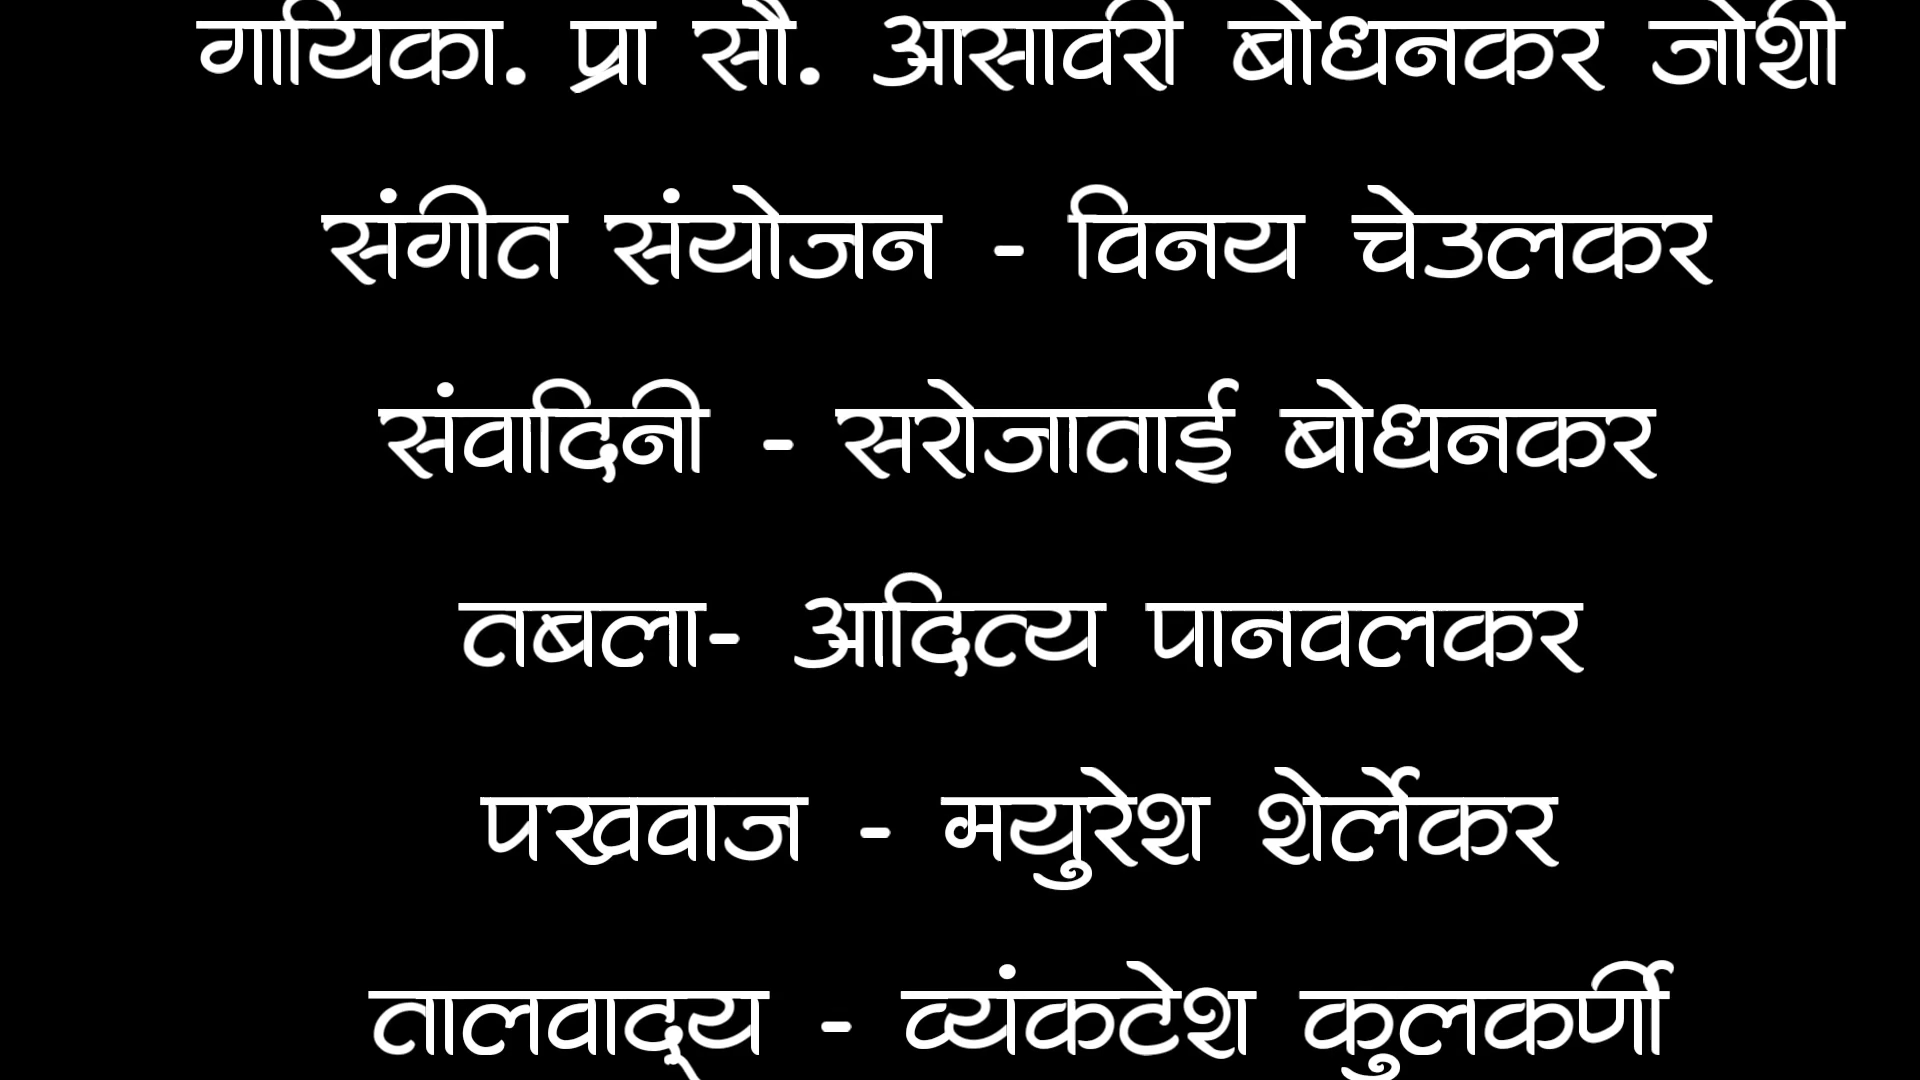 गायिका. प्रा सौ. आसावरी बोधनकर जोशी
संगीत संयोजन - विनय चेउलकर
संवादिनी - सरोजाताई बोधनकर
तबला- आदित्य पानवलकर
पखवाज - मयुरेश शेर्लेकर
तालवाद्य - व्यंकटेश कुलकर्णी